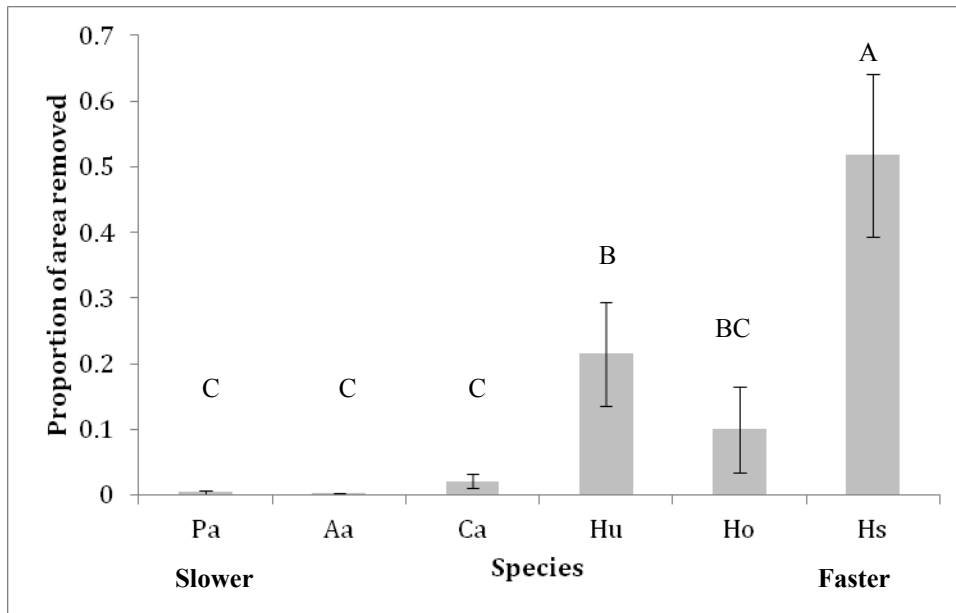 Proportion of area removed
0.7
0.6
0.5
0.4
0.3
0.2
0.1
0
A
B
BC
C C C
Pa Aa Ca Hu Ho Hs
Slower Species Faster